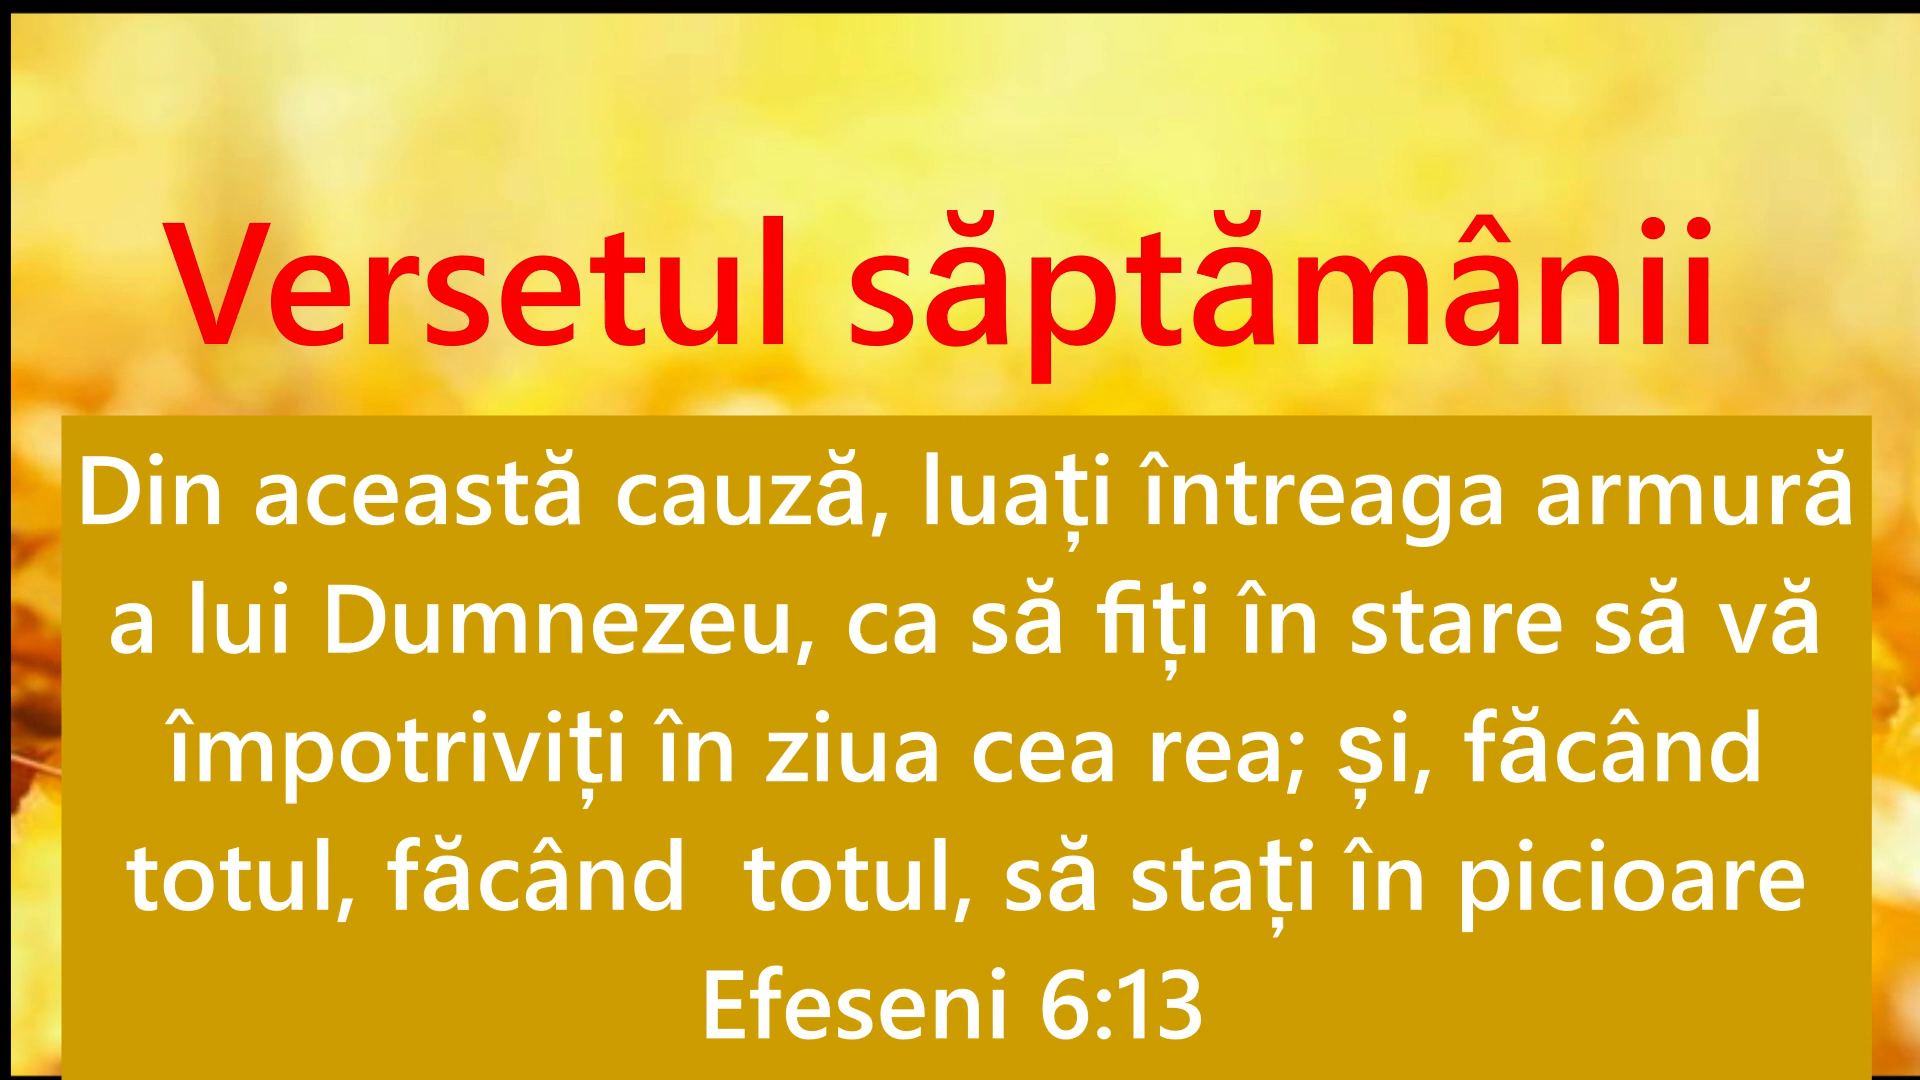 Versetul săptămânii
Din această cauză, luați întreaga armură
a lui Dumnezeu, ca să fiți în stare să vă
împotriviți în ziua cea rea; și, făcând
totul, făcând  totul, să stați în picioare
Efeseni 6:13